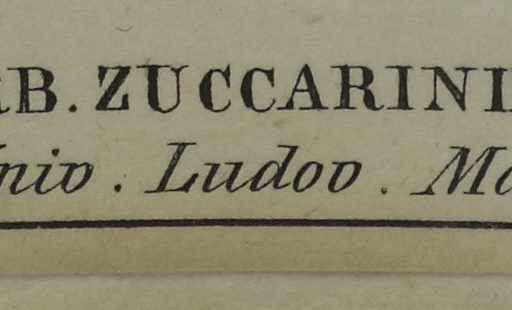 RB. ZUCCARINI
niv. Ludov. M